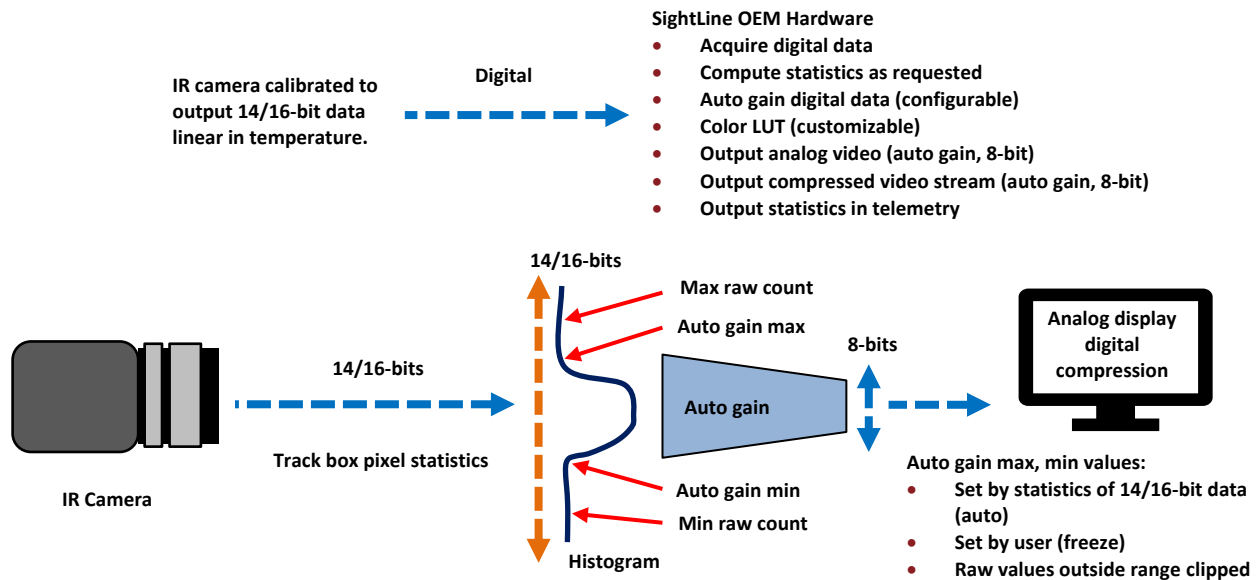 SightLine OEM Hardware
• Acquire digital data
• Compute statistics as requested
• Auto gain digital data (configurable)
• Color LUT (customizable)
• Output analog video (auto gain, 8-bit)
• Output compressed video stream (auto gain, 8-bit)
• Output statistics in telemetry
Digital
IR camera calibrated to
output 14/16-bit data
linear in temperature.
14/16-bits
Max raw count
Auto gain max
14/16-bits
Track box pixel statistics
IR Camera
Auto gain
8-bits
Analog display
digital
compression
Auto gain min
Min raw count
Histogram
Auto gain max, min values:
• Set by statistics of 14/16-bit data
(auto)
• Set by user (freeze)
• Raw values outside range clipped